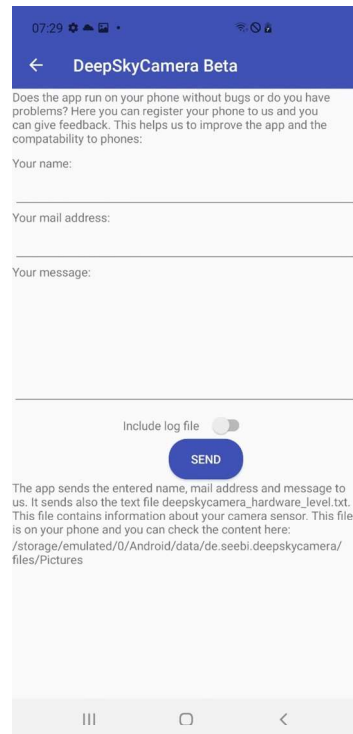 07:29
DeepSkyCamera Beta
Does the app run on your phone without bugs or do you have
problems? Here you can register your phone to us and you
can give feedback. This helps us to improve the app and the
compatability to phones:
Your name:
Your mail address:
Your message:
Include log file
SEND
The app sends the entered name, mail address and message to
us. It sends also the text file deepskycamera_hardware_level.txt.
This file contains information about your camera sensor. This file
is on your phone and you can check the content here:
/storage/emulated/0/Android/data/de.seebi.deepskycamera/
files/Pictures